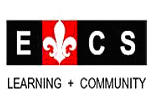 E CS
LEARNING + COMMUNITY